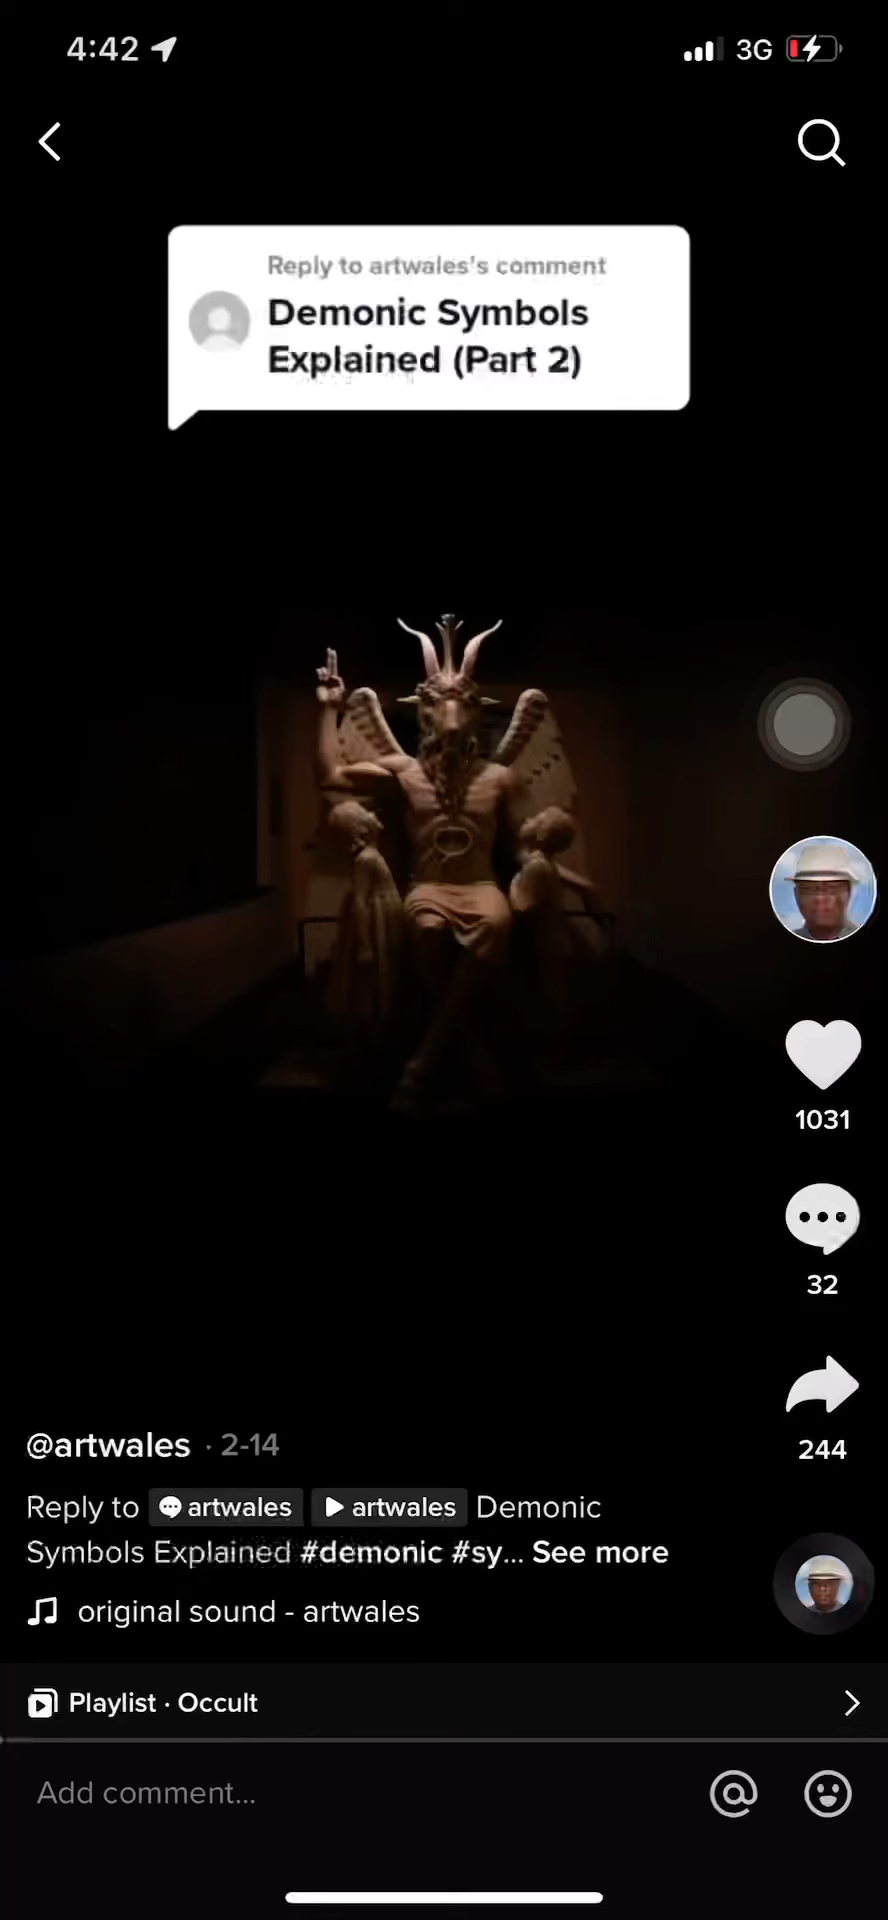 4:42
3G
Reply to artwales's comment
Demonic Symbols
Explained (Part 2)
1031
32
244
@artwales · 2-14
Reply to artwales artwales Demonic
Symbols Explained #demonic #sy... See more
original sound - artwales
Playlist · Occult
Add comment...